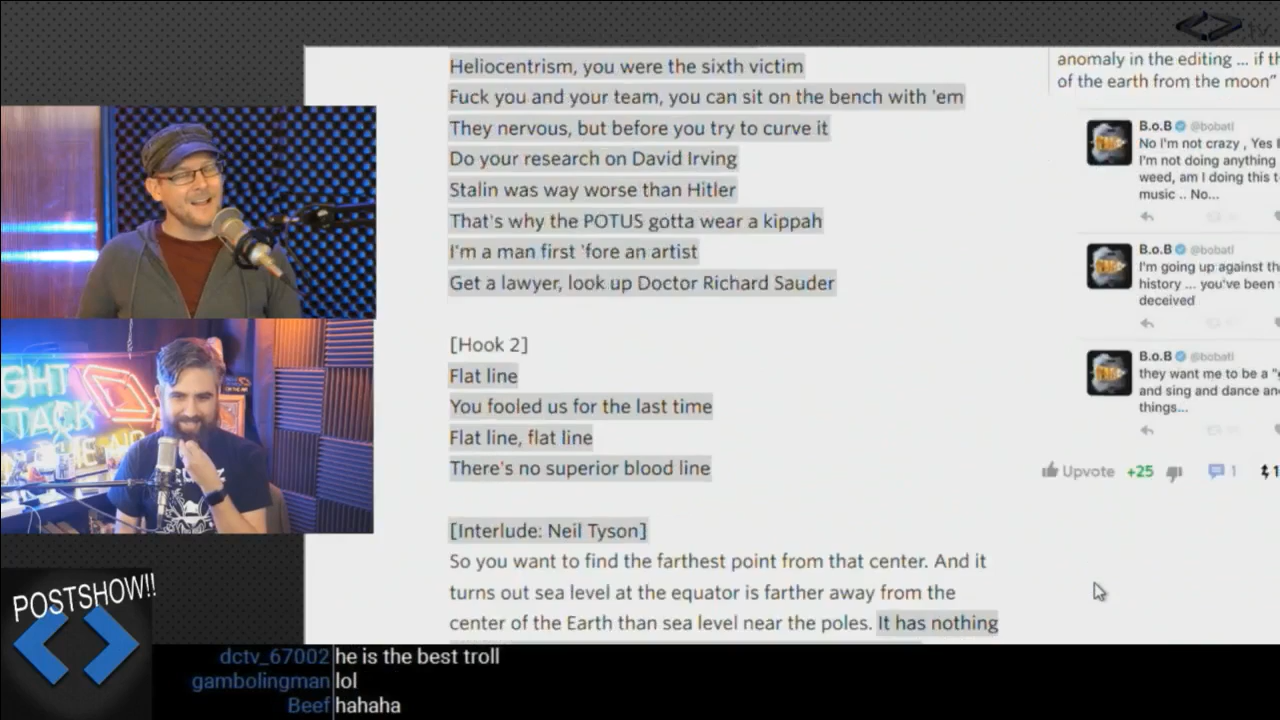 Heliocentrism, you were the sixth victim
Fuck you and your team, you can sit on the bench with 'em
They nervous, but before you try to curve it
Do your research on David Irving
Stalin was way worse than Hitler
That's why the POTUS gotta wear a kippah
I'm a man first 'fore an artist
Get a lawyer, look up Doctor Richard Sauder
[Hook 2]
Flat line
You fooled us for the last time
Flat line, flat line
There's no superior blood line
[Interlude: Neil Tyson]
So you want to find the farthest point from that center. And it
turns out sea level at the equator is farther away from the
center of the Earth than sea level near the poles. It has nothing
anomaly in the editing ... if th
of the earth from the moon"
B.o.B @bobatl
No I'm not crazy , Yes I
I'm not doing anything
weed, am I doing this t
music .. No...
B.o.B @bobatl
I'm going up against th
history ... you've been
deceived
B.o.B @bobatl
they want me to be a "g
and sing and dance an
things...
Upvote +25 1
GHT
TTACK
POSTSHOW!!
dctv_67002 he is the best troll
gambolingman lol
Beef hahaha